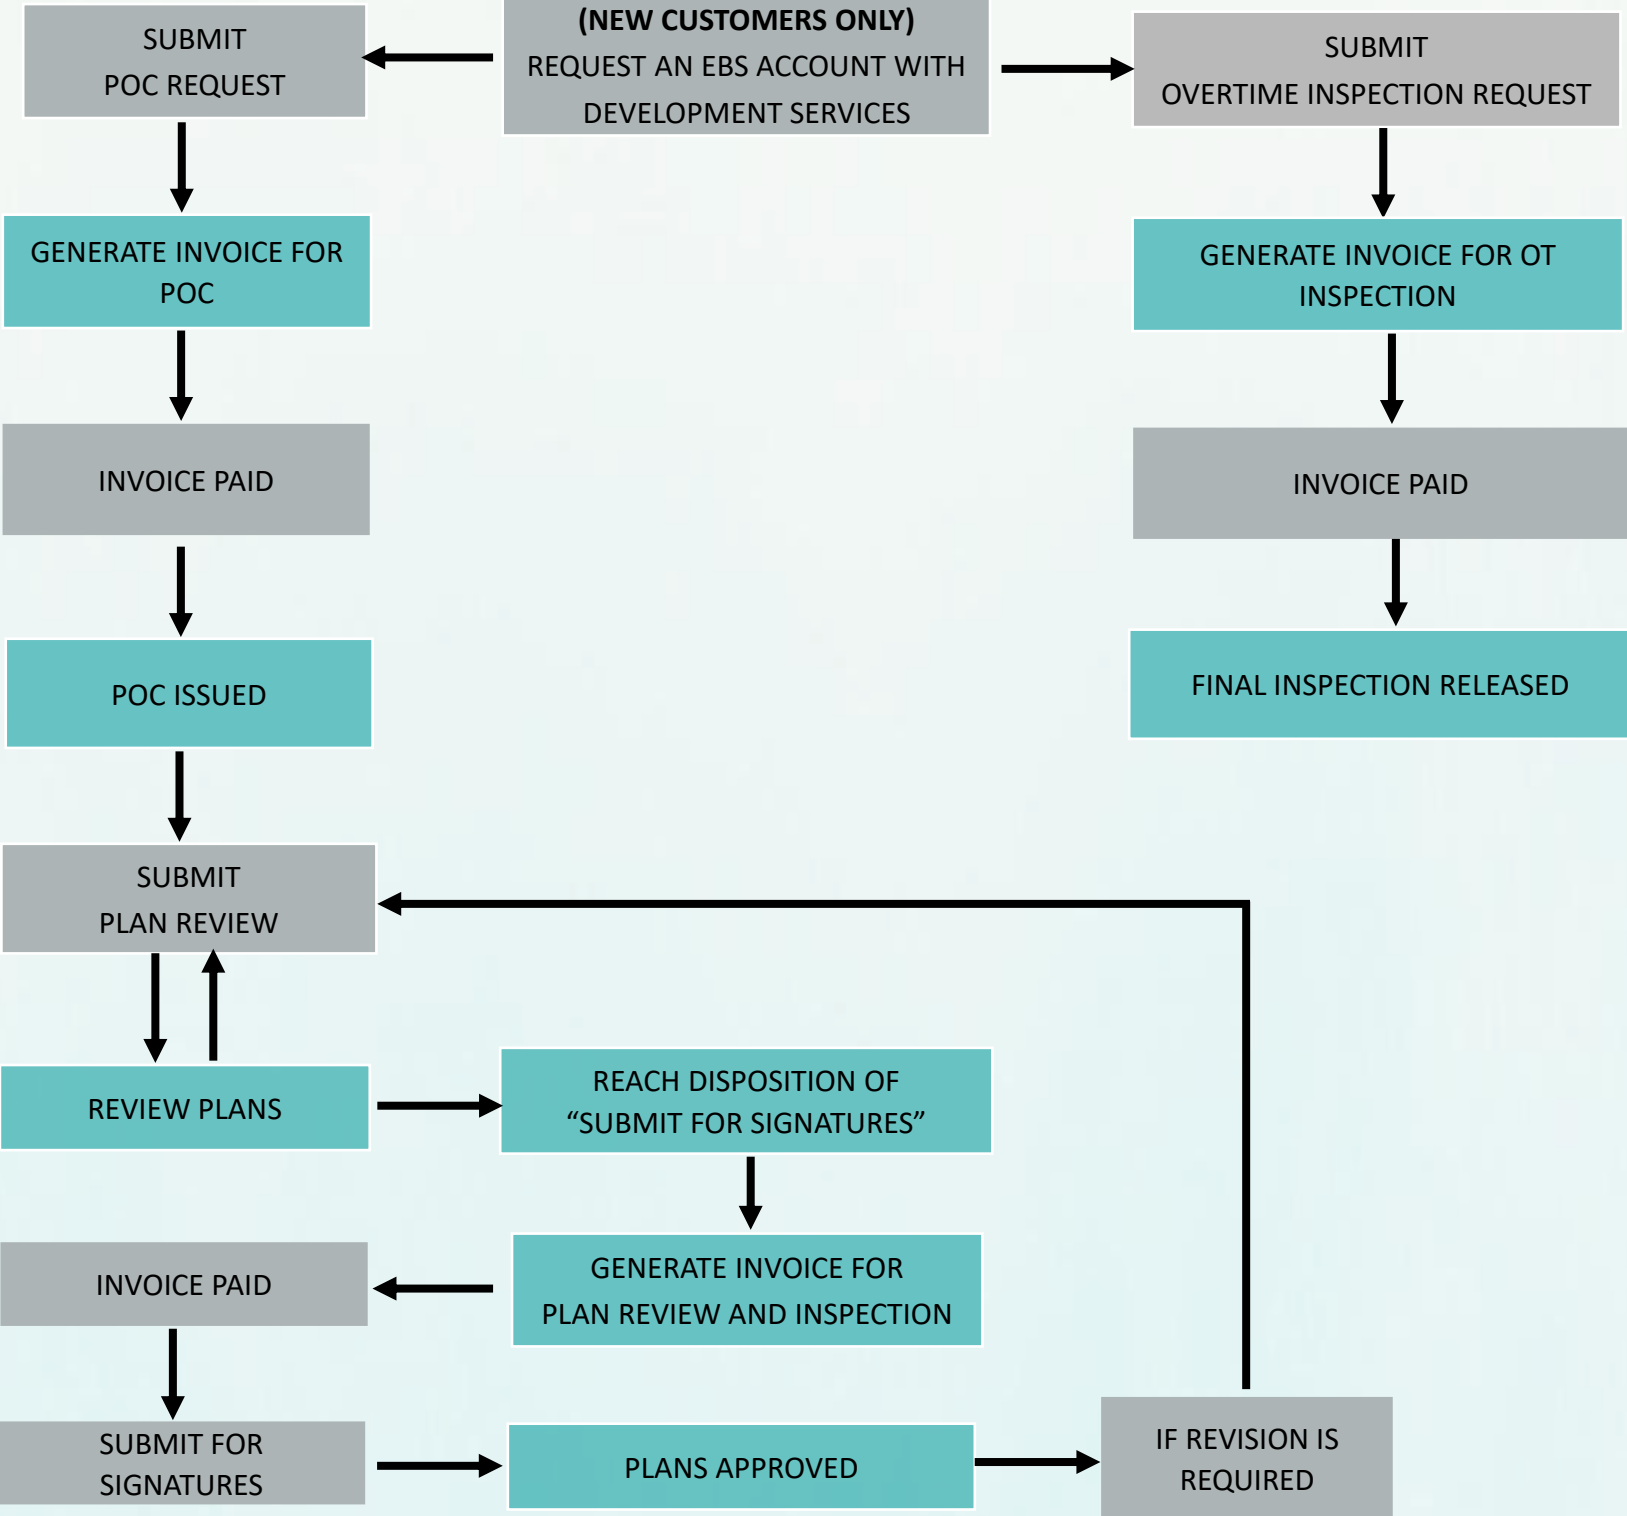 SUBMIT
POC REQUEST
(NEW CUSTOMERS ONLY)
REQUEST AN EBS ACCOUNT WITH
DEVELOPMENT SERVICES
SUBMIT
OVERTIME INSPECTION REQUEST
GENERATE INVOICE FOR
POC
GENERATE INVOICE FOR OT
INSPECTION
INVOICE PAID
INVOICE PAID
POC ISSUED
FINAL INSPECTION RELEASED
SUBMIT
PLAN REVIEW
REVIEW PLANS
REACH DISPOSITION OF
“SUBMIT FOR SIGNATURES”
INVOICE PAID
GENERATE INVOICE FOR
PLAN REVIEW AND INSPECTION
SUBMIT FOR
SIGNATURES
PLANS APPROVED
IF REVISION IS
REQUIRED